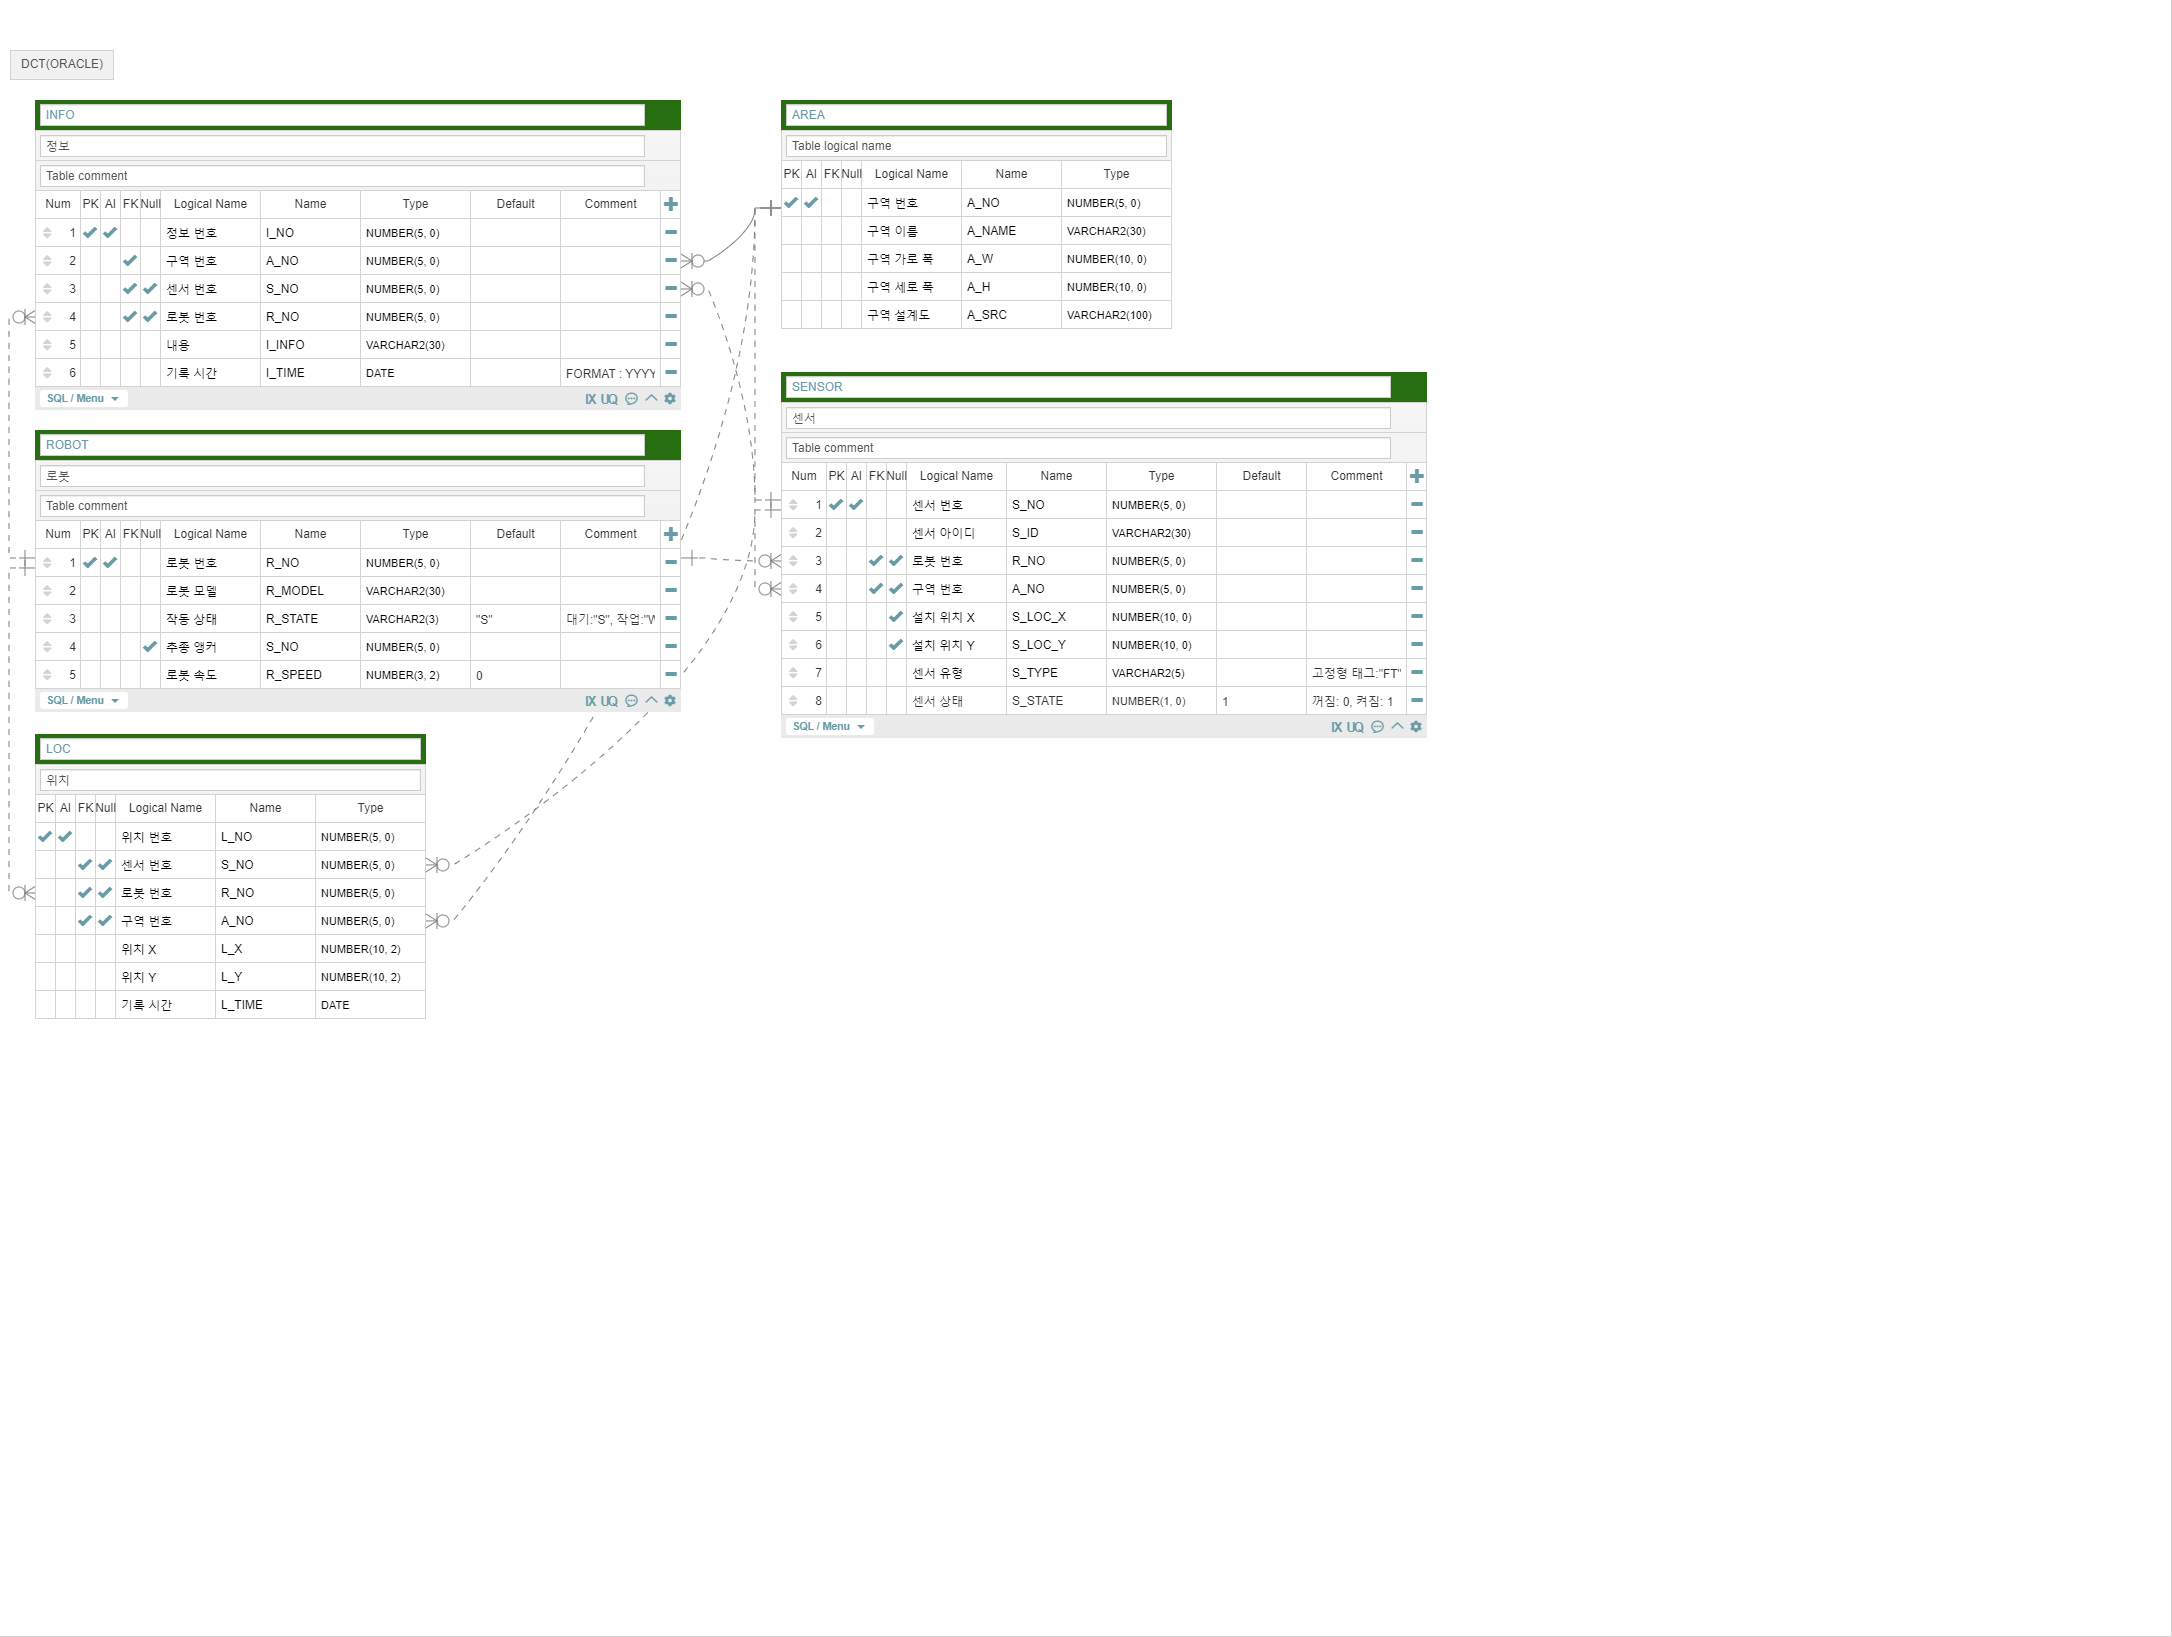 DCT(ORACLE)
INFO
정보
Table comment
Num PK AI FK Null Logical Name Name Type Default Comment
1 정보 번호 I_NO NUMBER(5, 0)
2 구역 번호 A_NO NUMBER(5, 0)
3 센서 번호 S_NO NUMBER(5, 0)
4 로봇 번호 R_NO NUMBER(5, 0)
5 내용 I_INFO VARCHAR2(30)
6 기록 시간 I_TIME DATE FORMAT : YYYY
SQL / Menu IX UQ
ROBOT
로봇
Table comment
Num PK AI FK Null Logical Name Name Type Default Comment
1 로봇 번호 R_NO NUMBER(5, 0)
2 로봇 모델 R_MODEL VARCHAR2(30)
3 작동 상태 R_STATE VARCHAR2(3) "S" 대기:"S", 작업:"W
4 추종 앵커 S_NO NUMBER(5, 0)
5 로봇 속도 R_SPEED NUMBER(3, 2) 0
SQL / Menu IX UQ
LOC
위치
PK AI FK Null Logical Name Name Type
위치 번호 L_NO NUMBER(5, 0)
센서 번호 S_NO NUMBER(5, 0)
로봇 번호 R_NO NUMBER(5, 0)
구역 번호 A_NO NUMBER(5, 0)
위치 X L_X NUMBER(10, 2)
위치 Y L_Y NUMBER(10, 2)
기록 시간 L_TIME DATE
AREA
Table logical name
PK AI FK Null Logical Name Name Type
구역 번호 A_NO NUMBER(5, 0)
구역 이름 A_NAME VARCHAR2(30)
구역 가로 폭 A_W NUMBER(10, 0)
구역 세로 폭 A_H NUMBER(10, 0)
구역 설계도 A_SRC VARCHAR2(100)
SENSOR
센서
Table comment
Num PK AI FK Null Logical Name Name Type Default Comment
1 센서 번호 S_NO NUMBER(5, 0)
2 센서 아이디 S_ID VARCHAR2(30)
3 로봇 번호 R_NO NUMBER(5, 0)
4 구역 번호 A_NO NUMBER(5, 0)
5 설치 위치 X S_LOC_X NUMBER(10, 0)
6 설치 위치 Y S_LOC_Y NUMBER(10, 0)
7 센서 유형 S_TYPE VARCHAR2(5) 고정형 태그:"FT"
8 센서 상태 S_STATE NUMBER(1, 0) 1 꺼짐: 0, 켜짐: 1
SQL / Menu IX UQ